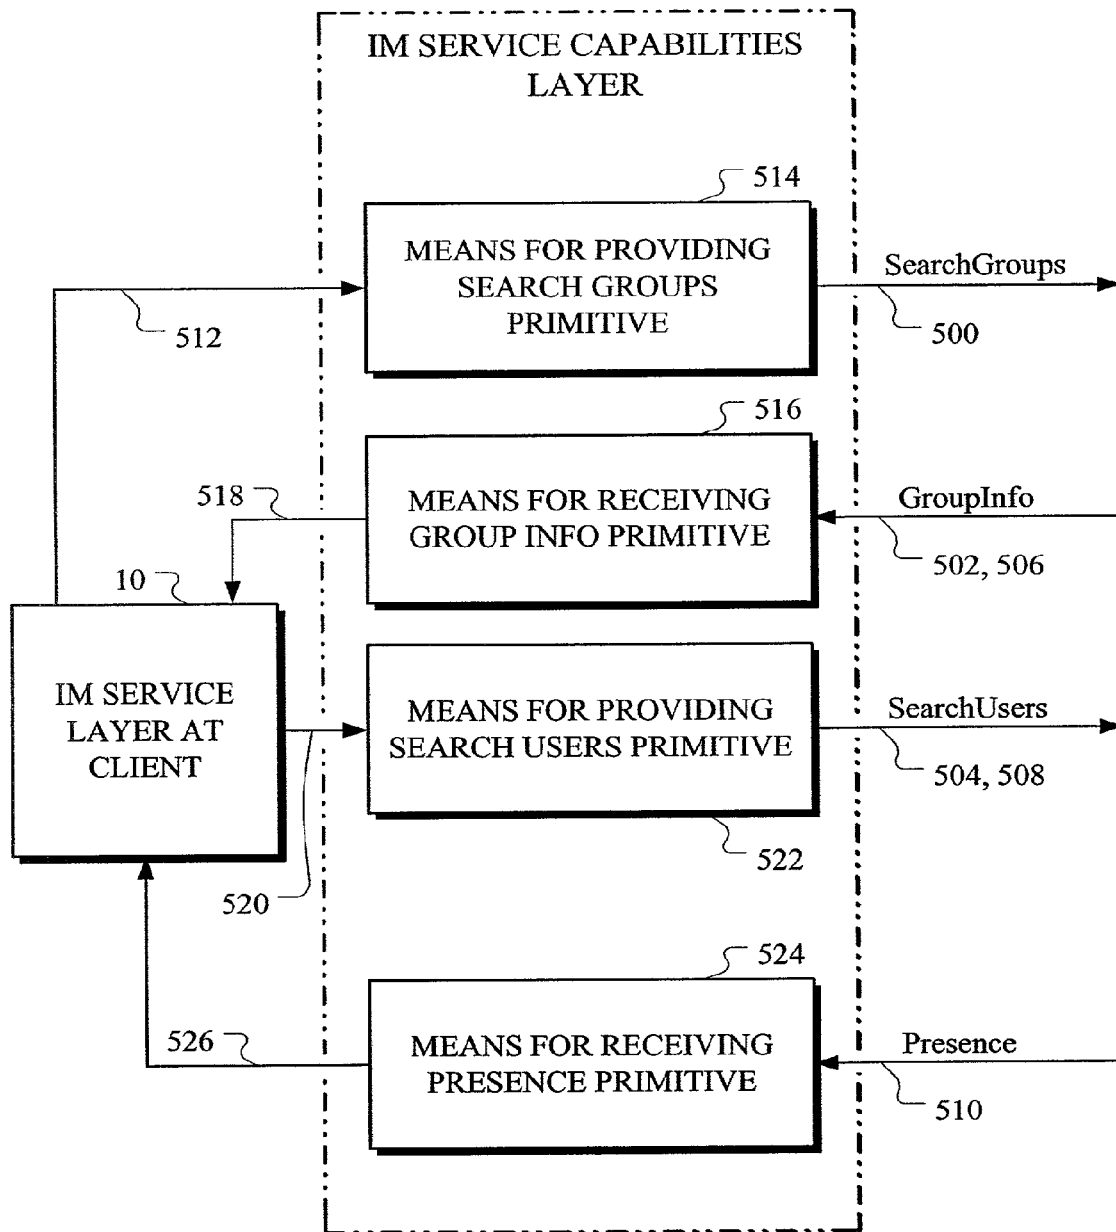 IM SERVICE CAPABILITIES
LAYER
514
MEANS FOR PROVIDING
SEARCH GROUPS
PRIMITIVE
SearchGroups
512
500
516
MEANS FOR RECEIVING
GROUP INFO PRIMITIVE
518
GroupInfo
502, 506
10
IM SERVICE
LAYER AT
CLIENT
MEANS FOR PROVIDING
SEARCH USERS PRIMITIVE
SearchUsers
504, 508
522
520
524
MEANS FOR RECEIVING
PRESENCE PRIMITIVE
526
Presence
510